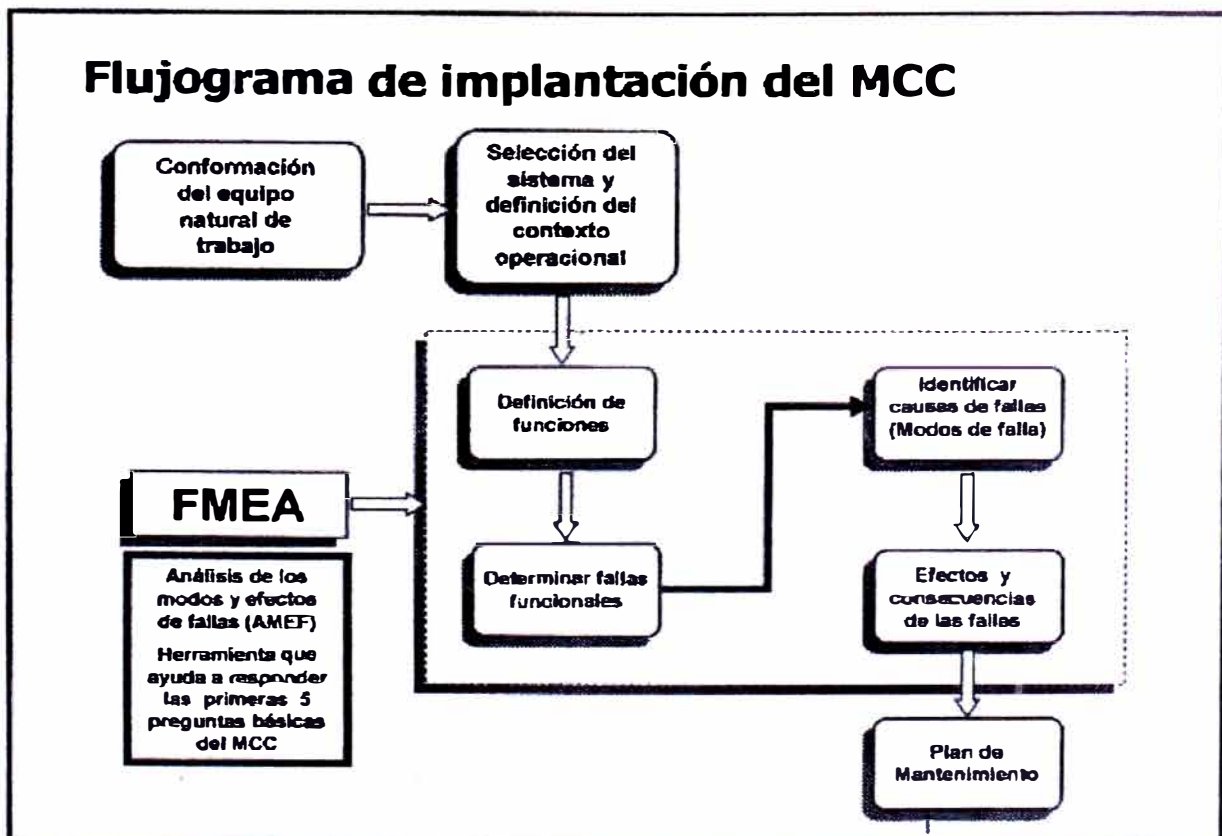 Flujograma de implantación del MCC
Conformación
del equipo
natural de
trabajo
Selección del
sistema y
definición del
contexto
operacional
Definición de
funciones
Identificar
causas de fallas
(Modos de falla)
FMEA
Determinar fallas
funcionales
Efectos y
consecuencias
de las fallas
Análisis de los
modos y efectos
de fallas (AMEF)
Herramienta que
ayuda a responder
las primeras 5
preguntas básicas
del MCC
Plan de
Mantenimiento